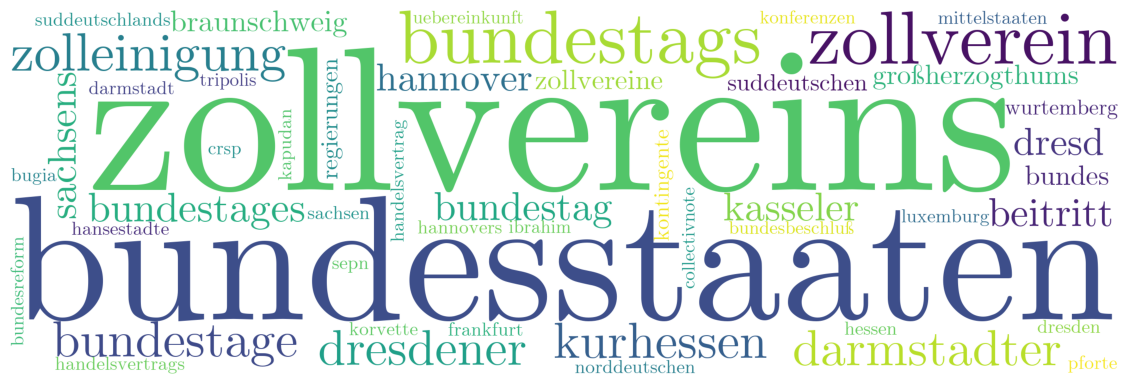 suddeutschlands
braunschweig
uebereinkunft
bundestags
konferenzen
mittelstaaten
zollverein
zolleinigung
hannover
zollvereine
suddeutschen
großherzogthums
darmstadt
tripolis
sachsens
zollvereins
crsp
kapudan
regierungen
handelsvertrag
kontingente
wurtemberg
dresd
bundes
bugia
bundestages
sachsen
bundestag
kasseler
luxemburg
beitritt
hansestadte
hannovers
ibrahim
bundesbeschluß
collectivnote
bundesstaaten
bundesreform
sepn
bundestage
korvette
frankfurt
kurhessen
hessen
dresden
handelsvertrags
dresdener
norddeutschen
darmstadter
pforte